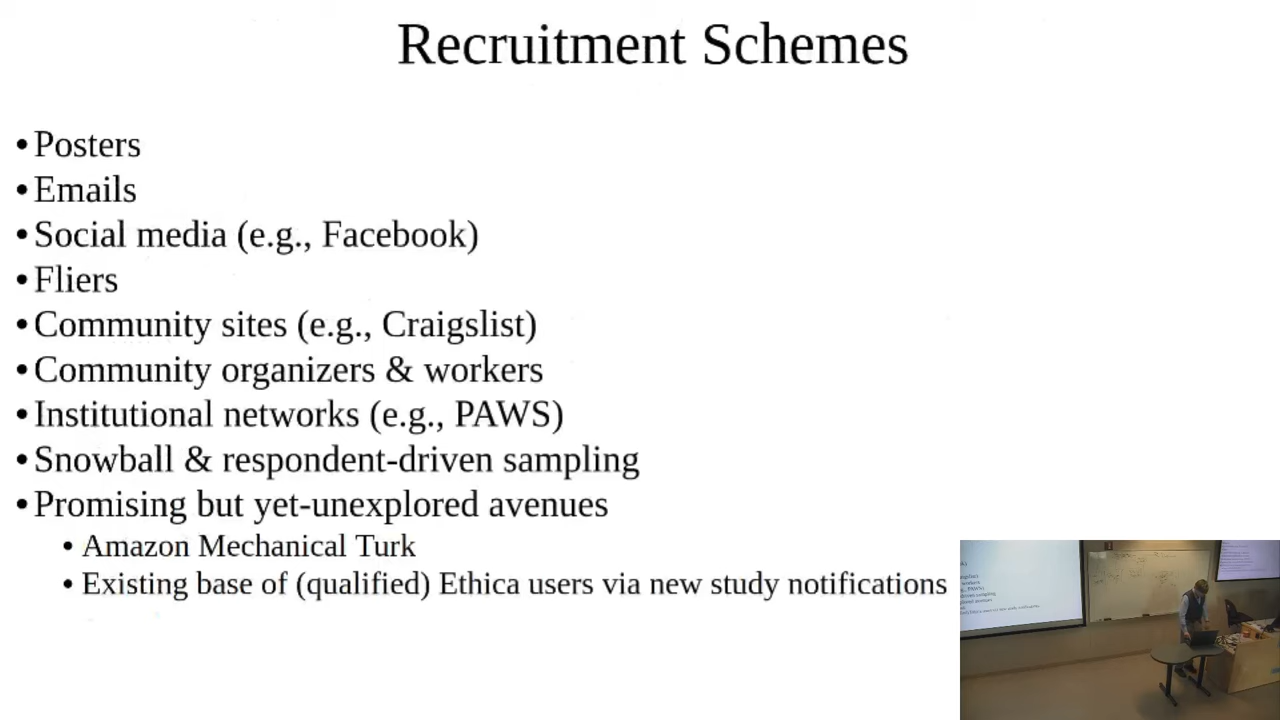 Recruitment Schemes
• Posters
• Emails
• Social media (e.g., Facebook)
• Fliers
• Community sites (e.g., Craigslist)
• Community organizers & workers
• Institutional networks (e.g., PAWS)
• Snowball & respondent-driven sampling
• Promising but yet-unexplored avenues
• Amazon Mechanical Turk
• Existing base of (qualified) Ethica users via new study notifications